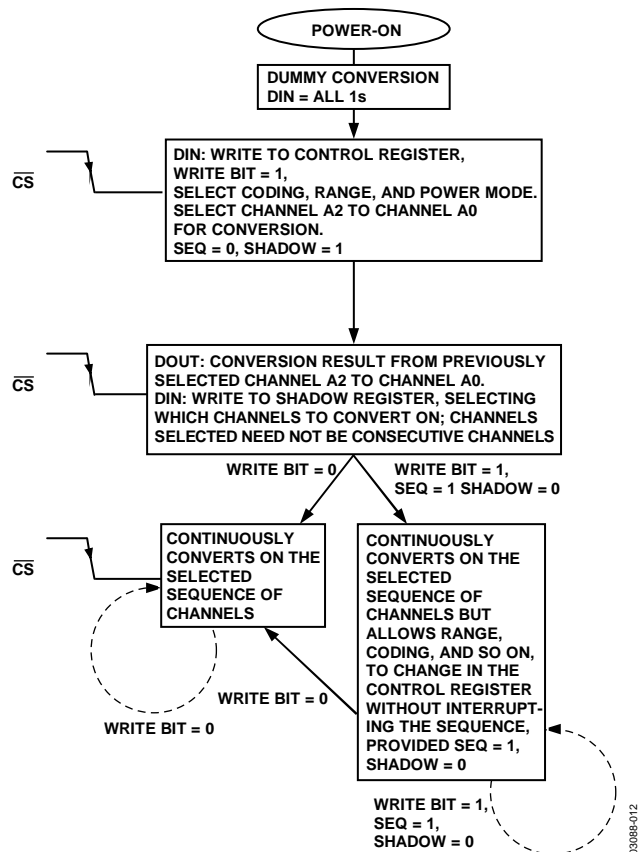 POWER-ON
DUMMY CONVERSION
DIN = ALL 1s
CS
DIN: WRITE TO CONTROL REGISTER,
WRITE BIT = 1,
SELECT CODING, RANGE, AND POWER MODE.
SELECT CHANNEL A2 TO CHANNEL A0
FOR CONVERSION.
SEQ = 0, SHADOW = 1
CS
DOUT: CONVERSION RESULT FROM PREVIOUSLY
SELECTED CHANNEL A2 TO CHANNEL A0.
DIN: WRITE TO SHADOW REGISTER, SELECTING
WHICH CHANNELS TO CONVERT ON; CHANNELS
SELECTED NEED NOT BE CONSECUTIVE CHANNELS
WRITE BIT = 0
WRITE BIT = 1,
SEQ = 1 SHADOW = 0
CS
CONTINUOUSLY
CONVERTS ON THE
SELECTED
SEQUENCE OF
CHANNELS
CONTINUOUSLY
CONVERTS ON THE
SELECTED
SEQUENCE OF
CHANNELS BUT
ALLOWS RANGE,
CODING, AND SO ON,
TO CHANGE IN THE
CONTROL REGISTER
WITHOUT INTERRUPT-
ING THE SEQUENCE,
PROVIDED SEQ = 1,
SHADOW = 0
WRITE BIT = 0
WRITE BIT = 0
WRITE BIT = 1,
SEQ = 1,
SHADOW = 0
03088-012